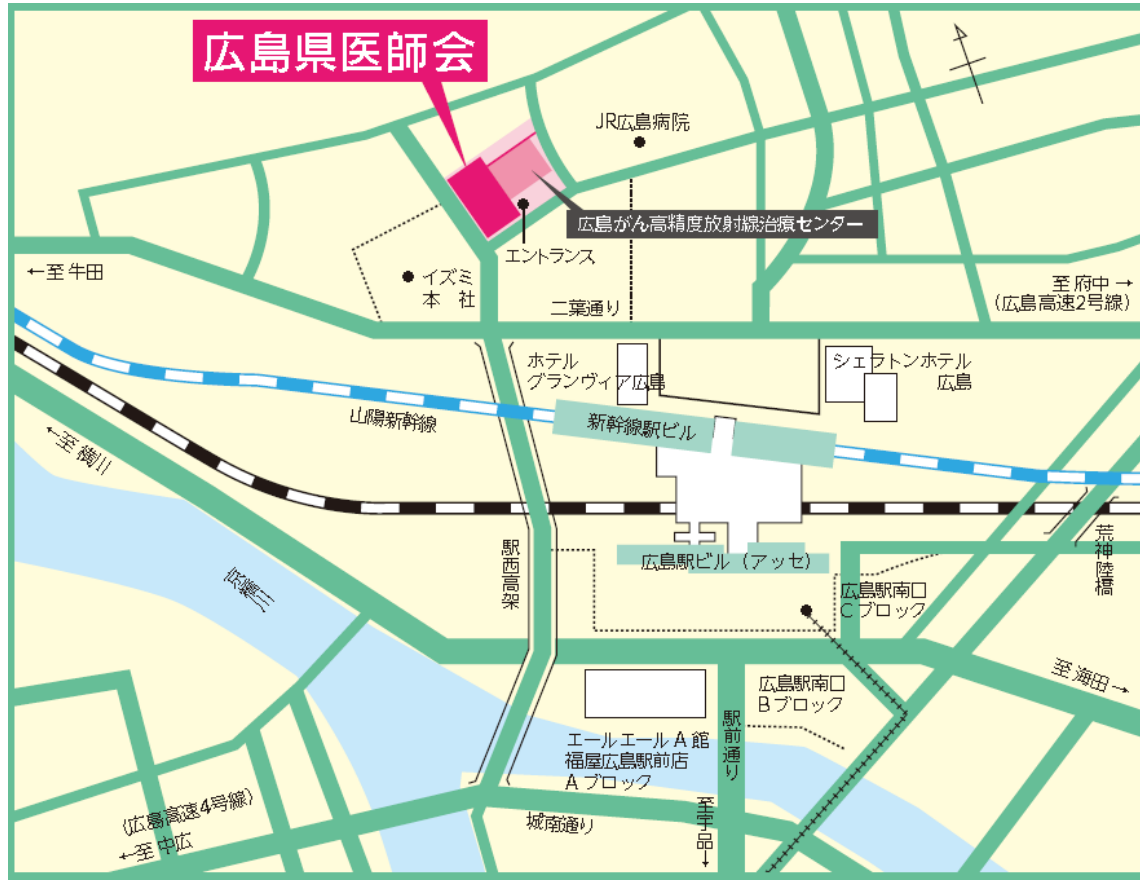 広島県医師会
JR広島病院
広島がん高精度放射線治療センター
エントランス
←至 牛田
イズミ
本 社
二葉通り
至 府中→
(広島高速2号線)
ホテル
グランヴィア広島
シェラトンホテル
広島
山陽新幹線
新幹線駅ビル
←至 横川
駅西高架
広島駅ビル (アッセ)
荒神陸橋
京橋川
広島駅南口
C ブロック
至 海田→
広島駅南口
B ブロック
駅前通り
エールエール A 館
福屋広島駅前店
A ブロック
(広島高速4号線)
←至 中広
城南通り
至宇品→